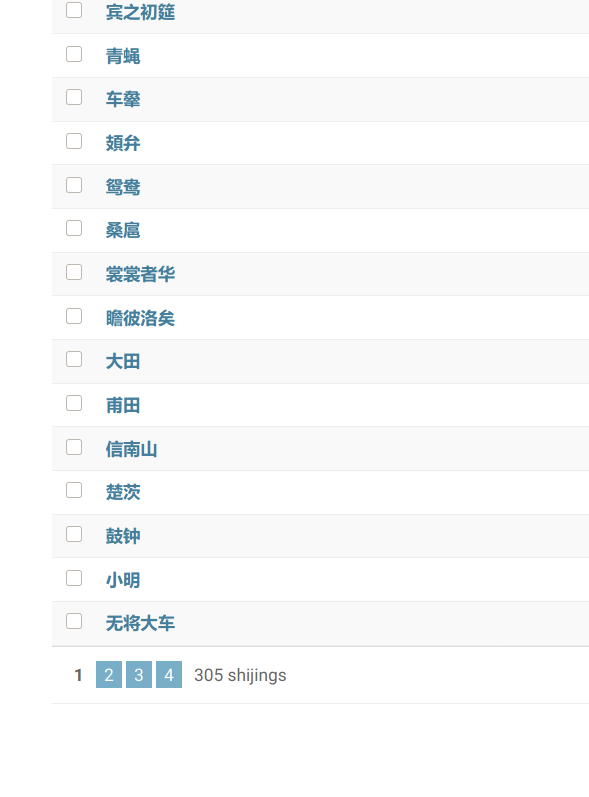 宾之初筵
青蝇
车舝
頍弁
鸳鸯
桑扈
裳裳者华
瞻彼洛矣
大田
甫田
信南山
楚茨
鼓钟
小明
无将大车
1 2 3 4 305 shijings